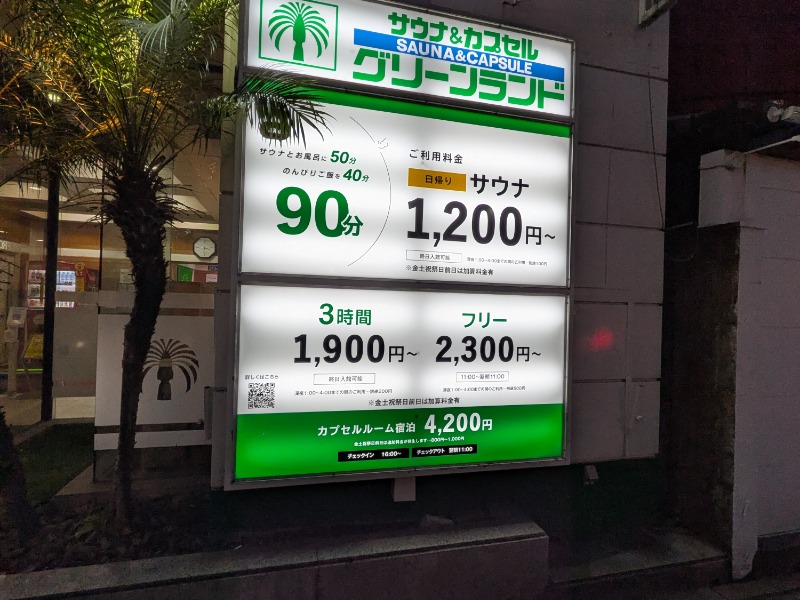 サウナ&カプセル
SAUNA&CAPSULE
グリーンランド
サウナとお風呂に 50分
のんびりご飯を 40分
90分
ご利用料金
日帰り サウナ
1,200円~
終日入館可能
※金土祝祭日前日は加算料金有
3時間
1,900円~
終日入館可能
フリー
2,300円~
11:00~翌朝11:00
※金土祝祭日前日は加算料金有
詳しくはこちら
カプセルルーム宿泊 4,200円
チェックイン 16:00~ チェックアウト 翌朝11:00